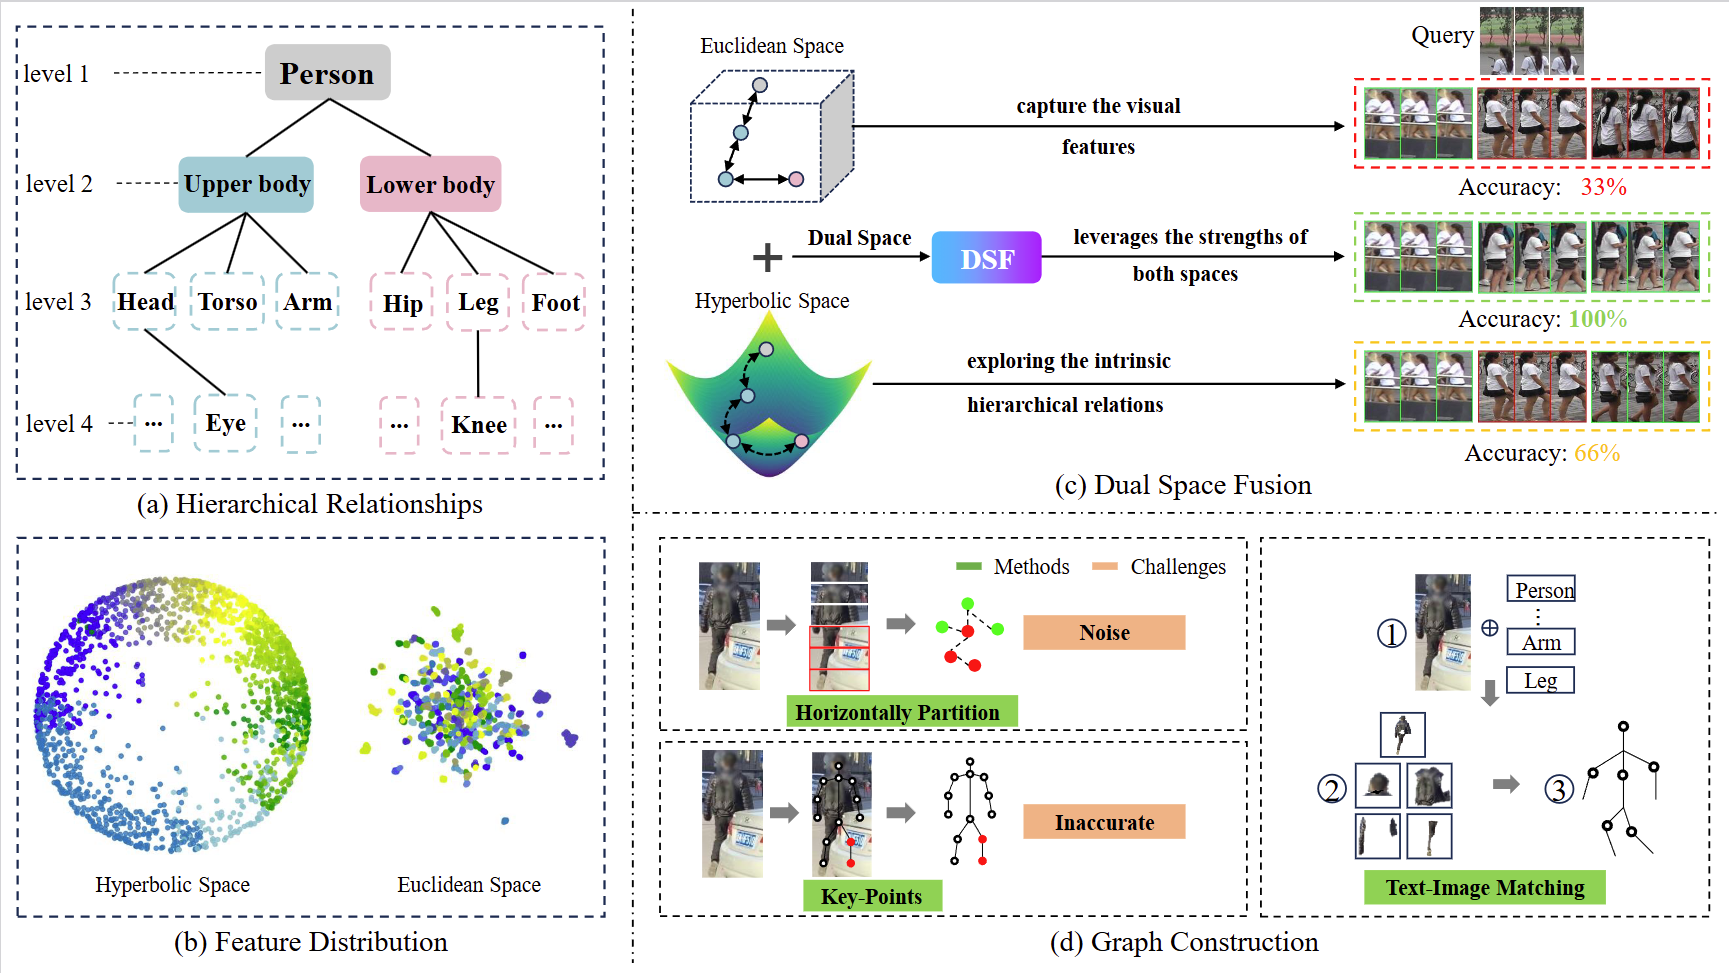 level 1
Person
level 2
Upper body
Lower body
level 3
Head
Torso
Arm
Hip
Leg
Foot
level 4
...
Eye
...
...
Knee
...
(a) Hierarchical Relationships
Hyperbolic Space
Euclidean Space
(b) Feature Distribution
Euclidean Space
capture the visual
features
Query
Accuracy: 33%
+
Dual Space
DSF
leverages the strengths of
both spaces
Accuracy: 100%
Hyperbolic Space
exploring the intrinsic
hierarchical relations
Accuracy: 66%
(c) Dual Space Fusion
Methods
Challenges
Noise
Horizontally Partition
Inaccurate
Key-Points
①
⊕
Person
⋮
Arm
Leg
②
③
Text-Image Matching
(d) Graph Construction